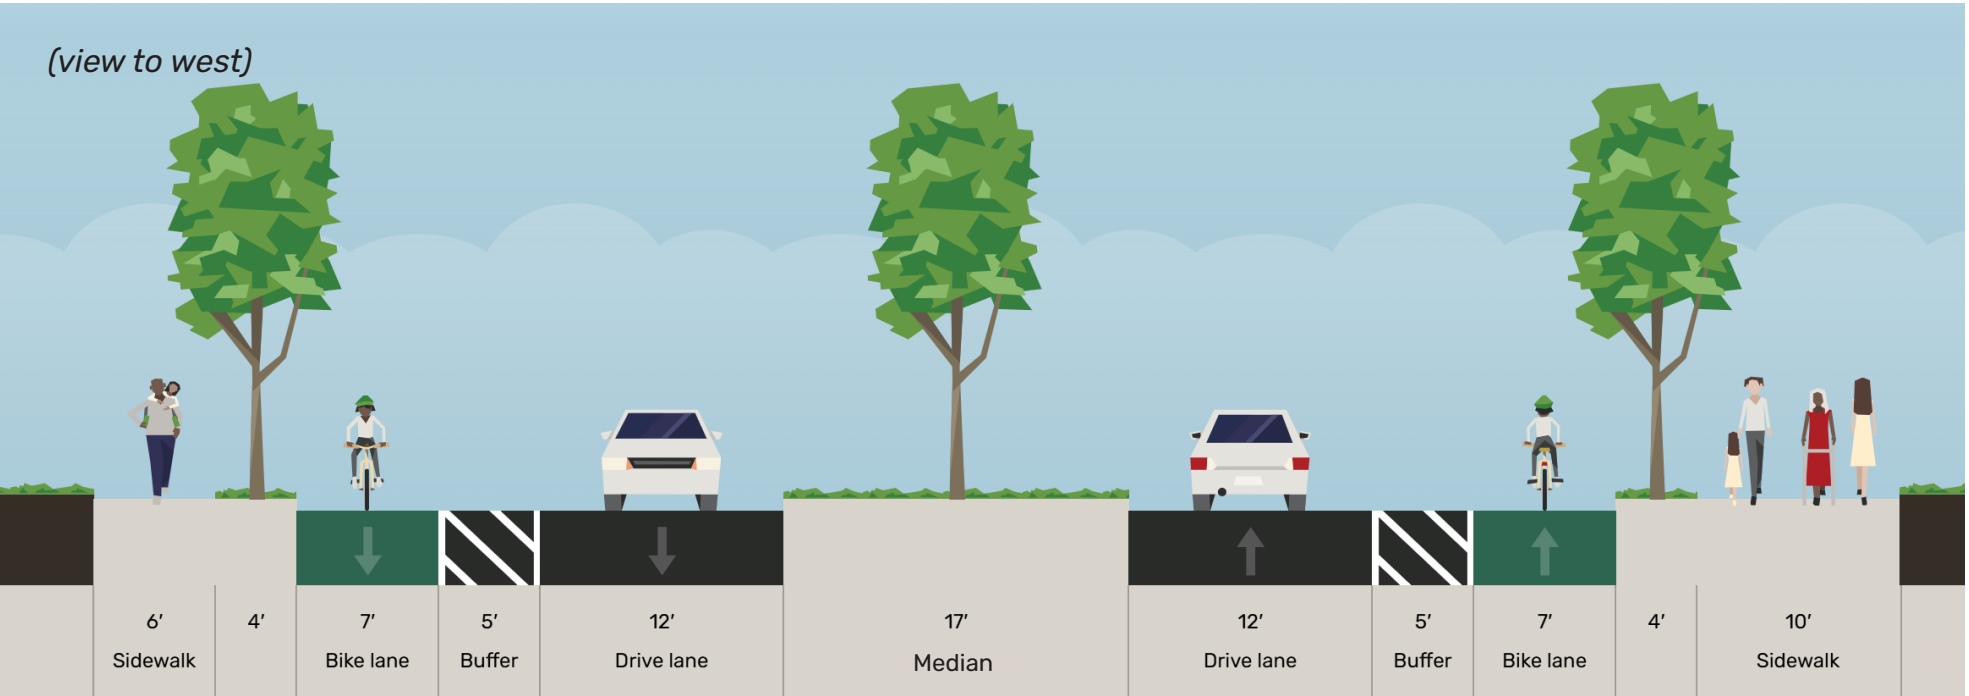 (view to west)
6′ 4′ 7′ 5′ 12′ 17′ 12′ 5′ 7′ 4′ 10′
Sidewalk Bike lane Buffer Drive lane Median Drive lane Buffer Bike lane Sidewalk